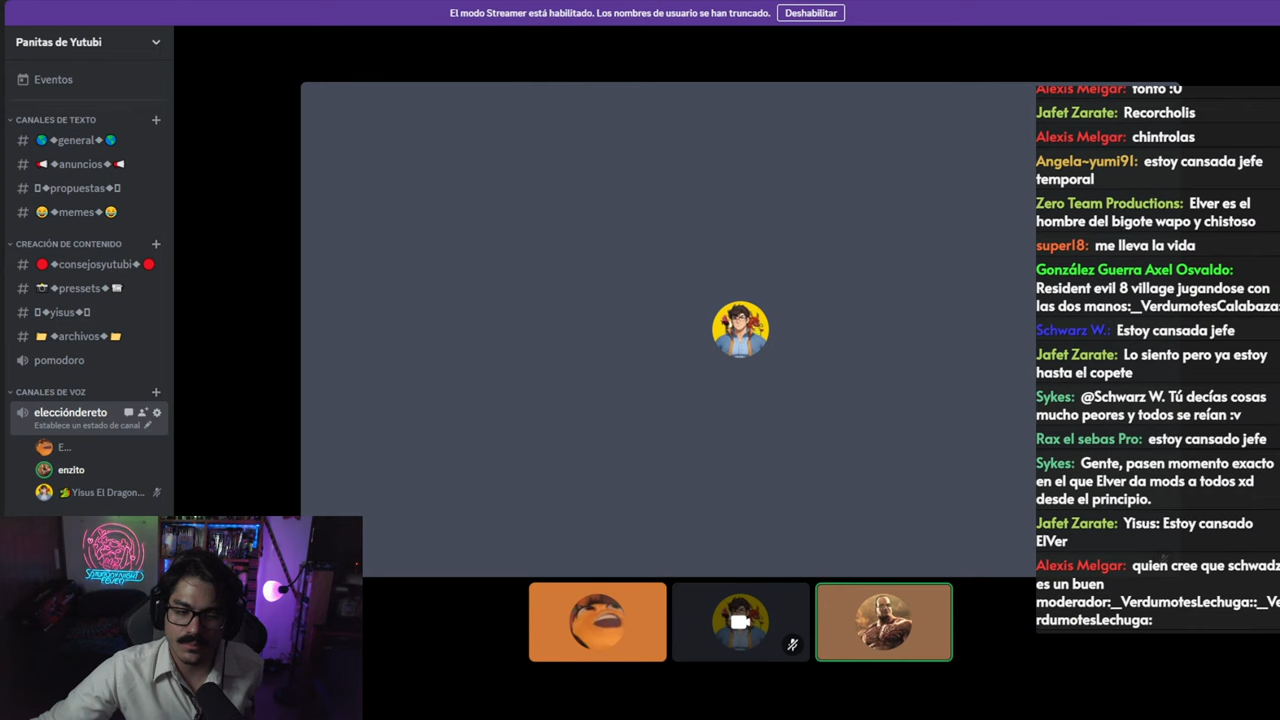 El modo Streamer está habilitado. Los nombres de usuario se han truncado. Deshabilitar
Panitas de Yutubi
Eventos
CANALES DE TEXTO
general
anuncios
propuestas
memes
CREACIÓN DE CONTENIDO
consejosyutubi
pressets
yisus
archivos
pomodoro
CANALES DE VOZ
eleccióndereto
Establece un estado de canal
E...
enzito
Yisus El Dragon...
SATURDAY NIGHT
FEVER
Alexis Melgar: tonto :0
Jafet Zarate: Recorcholis
Alexis Melgar: chintrolas
Angela~yumi91: estoy cansada jefe
temporal
Zero Team Productions: Elver es el
hombre del bigote wapo y chistoso
super18: me lleva la vida
González Guerra Axel Osvaldo:
Resident evil 8 village jugandose con
las dos manos:_VerdumotesCalabaza:
Schwarz W.: Estoy cansada jefe
Jafet Zarate: Lo siento pero ya estoy
hasta el copete
Sykes: @Schwarz W. Tú decías cosas
mucho peores y todos se reían :v
Rax el sebas Pro: estoy cansado jefe
Sykes: Gente, pasen momento exacto
en el que Elver da mods a todos xd
desde el principio.
Jafet Zarate: Yisus: Estoy cansado
ElVer
Alexis Melgar: quien cree que schwadz
es un buen
moderador:_VerdumotesLechuga::_Ve
rdumotesLechuga: